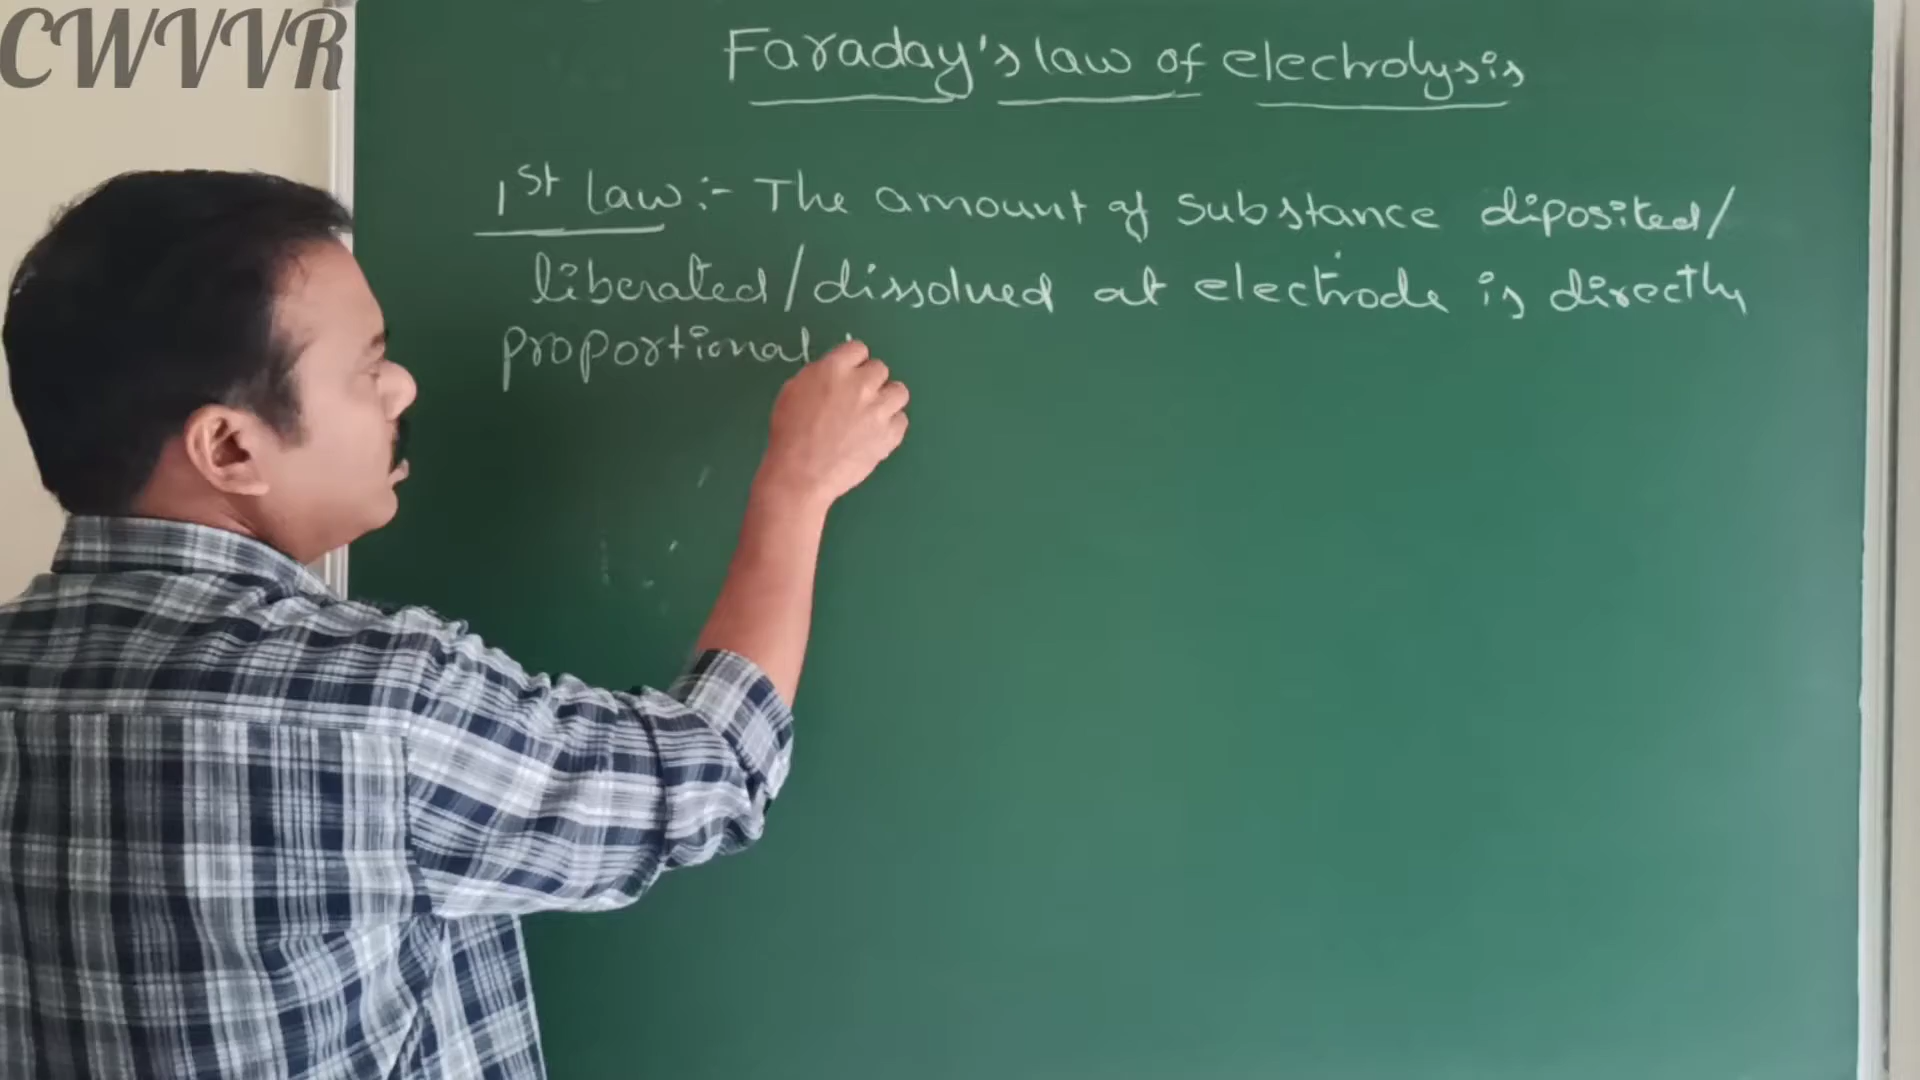 CWVVR
Faraday's law of electrolysis
1st law :- The amount of substance diposited/
liberated/dissolved at electrode is directly
proportional